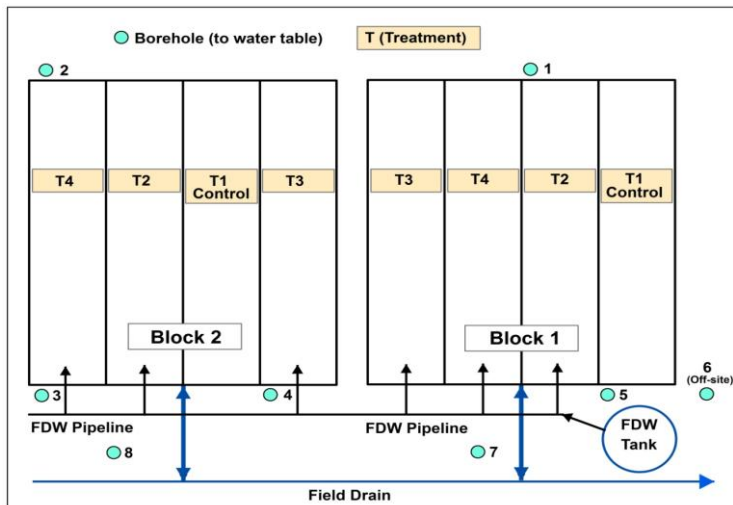 Borehole (to water table)
T (Treatment)
2
1
T4
T2
T1
Control
T3
T3
T4
T2
T1
Control
Block 2
Block 1
6
(Off-site)
3
4
5
FDW Pipeline
FDW Pipeline
FDW
Tank
8
7
Field Drain